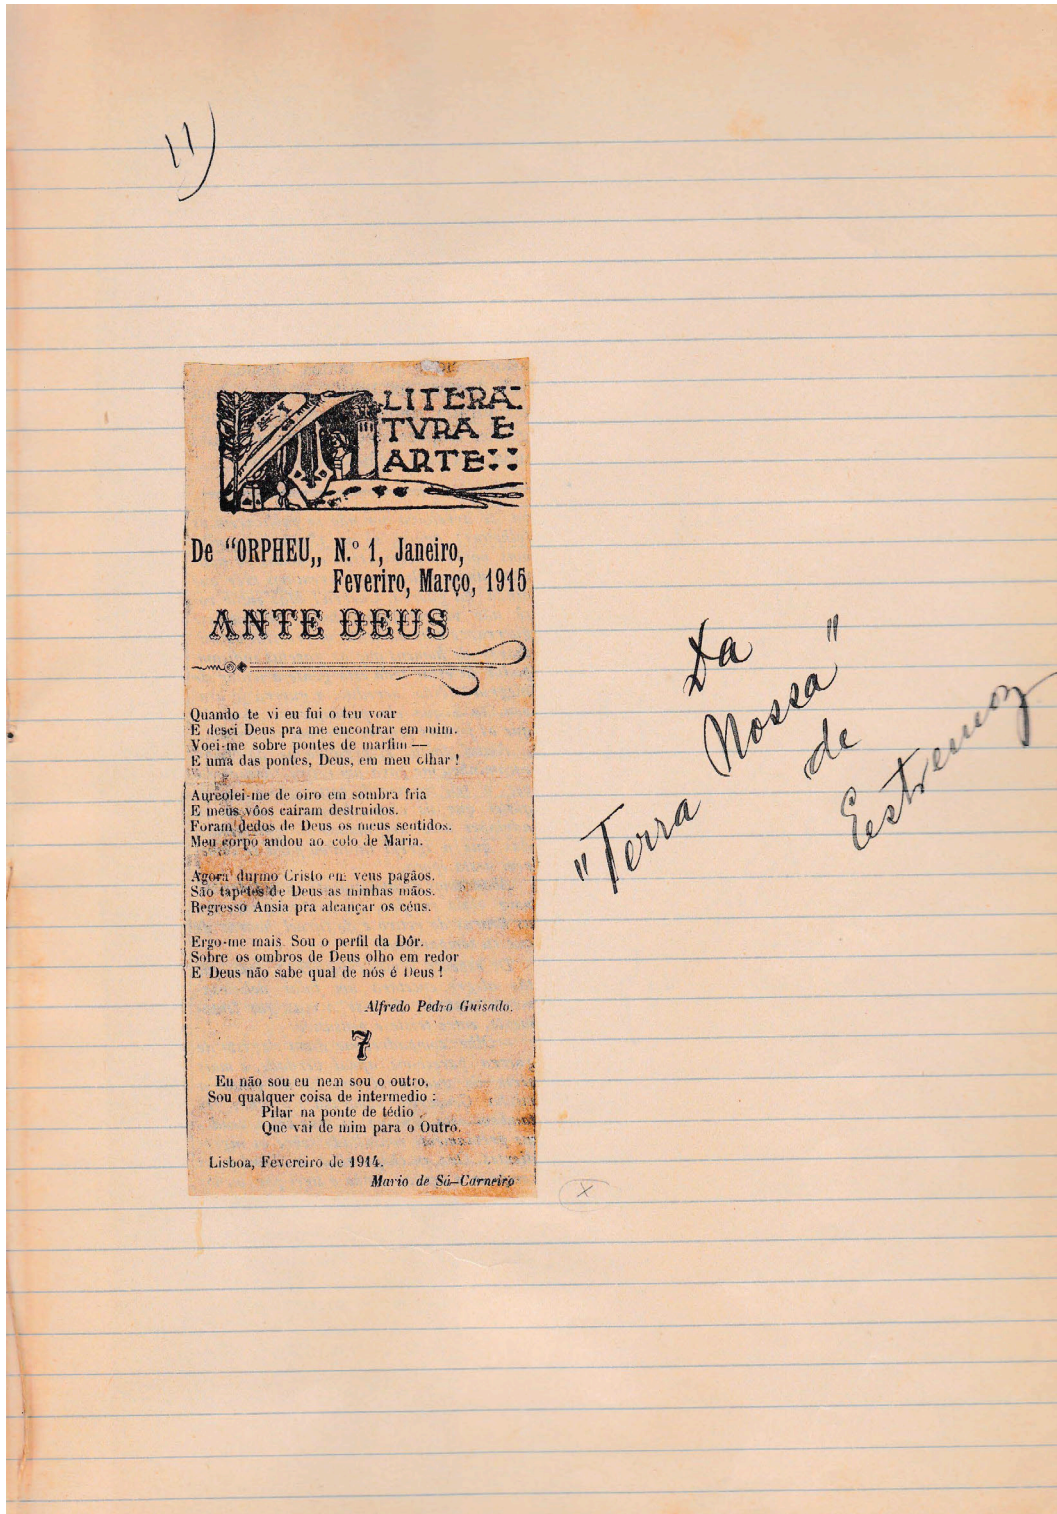 11)
LITERA-
TVRA E
ARTE::
De “ORPHEU„ N.º 1, Janeiro,
Feveriro, Março, 1915
ANTE DEUS
Quando te vi eu fui o teu voar
E desci Deus pra me encontrar em mim.
Voei-me sobre pontes de marfim —
E uma das pontes, Deus, em meu olhar !
Aureolei-me de oiro em sombra fria
E meus vôos cairam destruidos.
Foram dedos de Deus os meus sentidos.
Meu corpo andou ao colo de Maria.
Agora durmo Cristo em veus pagãos.
São tapetes de Deus as minhas mãos.
Regresso Ansia pra alcançar os céus.
Ergo-me mais. Sou o perfil da Dôr.
Sobre os ombros de Deus olho em redor
E Deus não sabe qual de nós é Deus !
Alfredo Pedro Guisado.
7
Eu não sou eu nem sou o outro,
Sou qualquer coisa de intermedio :
Pilar na ponte de tédio
Que vai de mim para o Outro.
Lisboa, Fevereiro de 1914.
Mario de Sá-Carneiro
Da
"Terra Nossa"
de
Estremoz
X